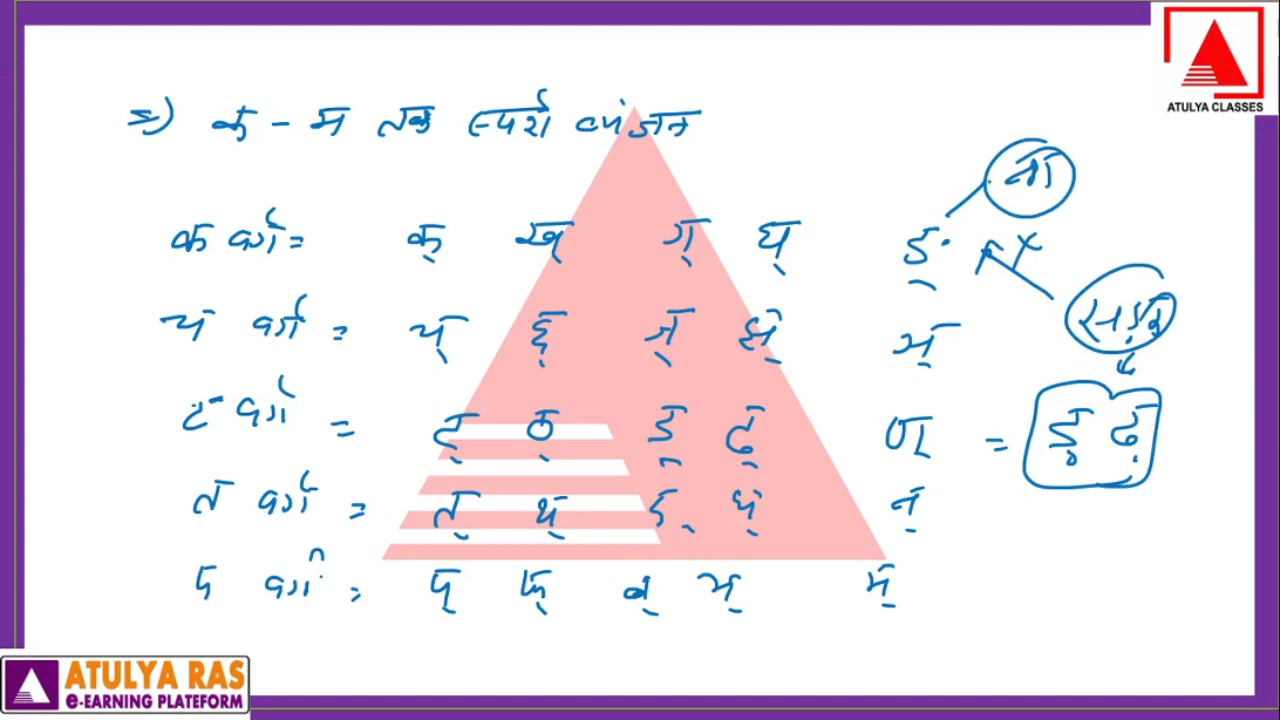 ATULYA CLASSES
क - म तक स्पर्श व्यंजन
क वर्ग = क् ख् ग् घ् ङ्
च वर्ग = च् छ् ज् झ् ञ्
ट वर्ग = ट् ठ् ड् ढ् ण = ड़ ढ़
त वर्ग = त् थ् द् ध् न्
प वर्ग = प् फ् ब् भ् म्
ATULYA RAS
e-EARNING PLATEFORM